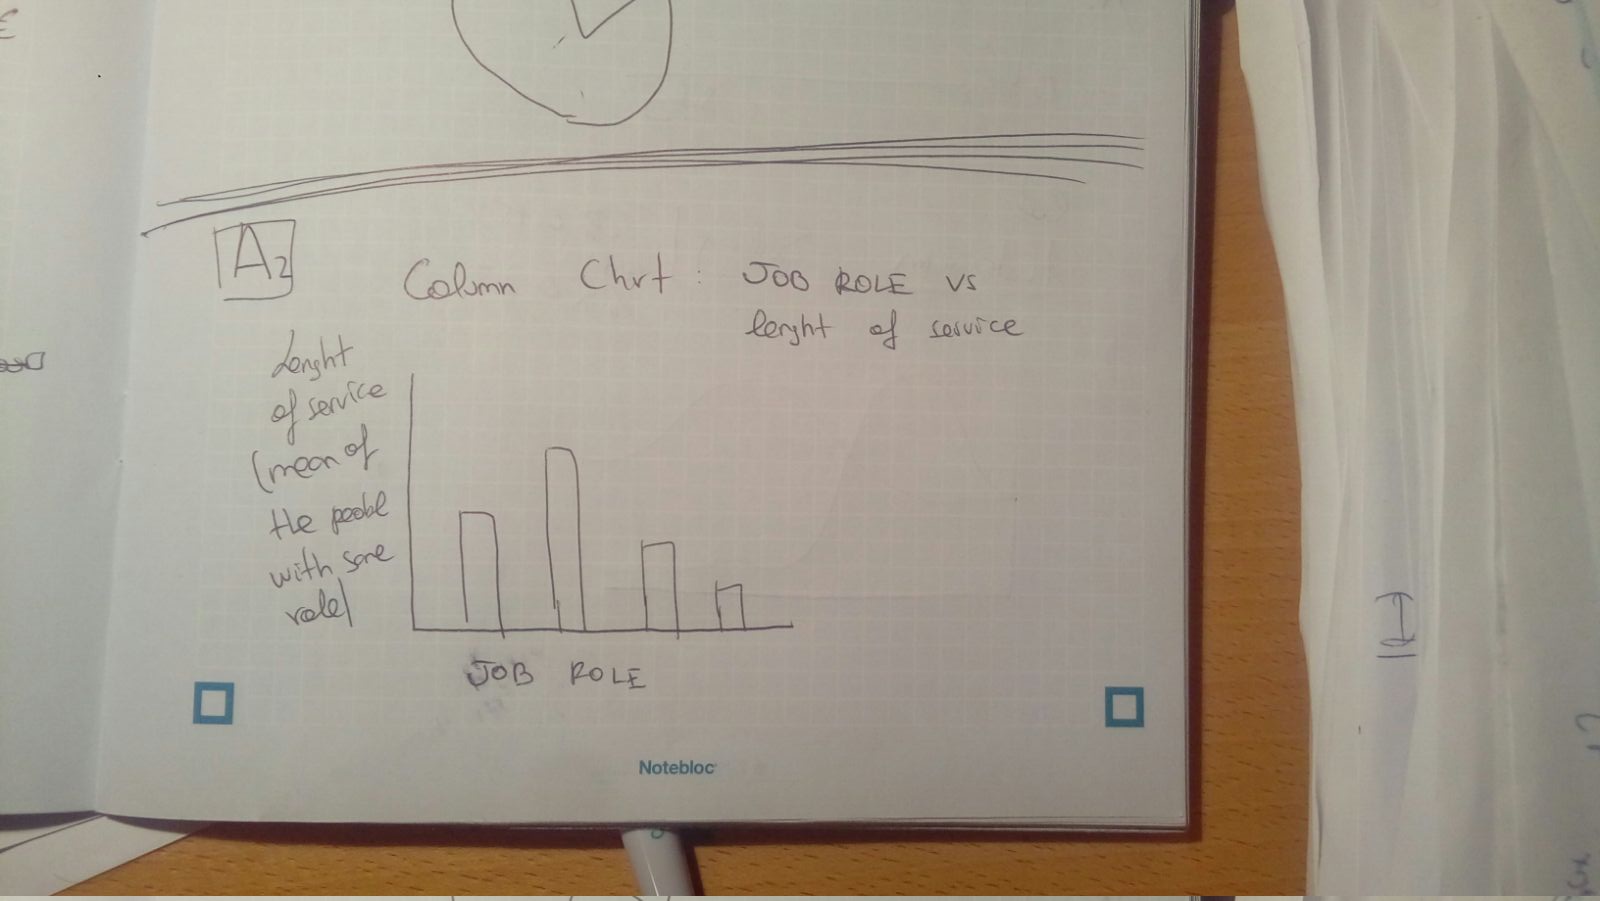 A2
Column Chrt : JOB ROLE vs
lenght of service
Lenght
of service
(mean of
the peoble
with same
role)
JOB ROLE
Notebloc